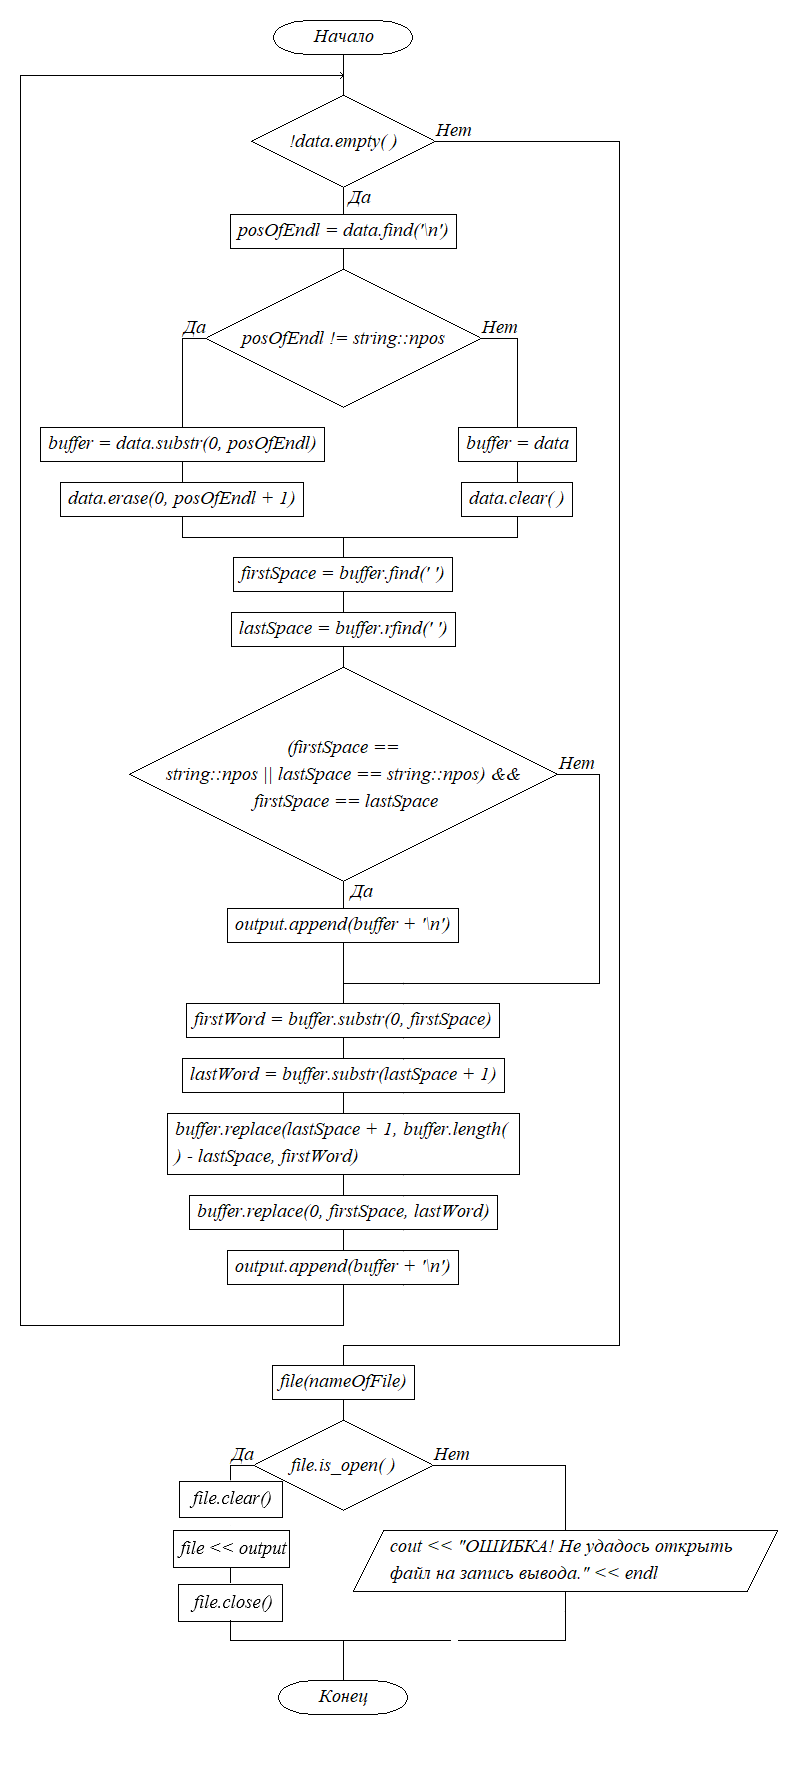 Начало
!data.empty( )
Нет
Да
posOfEndl = data.find('\n')
Да
Нет
posOfEndl != string::npos
buffer = data.substr(0, posOfEndl)
buffer = data
data.erase(0, posOfEndl + 1)
data.clear( )
firstSpace = buffer.find(' ')
lastSpace = buffer.rfind(' ')
(firstSpace ==
string::npos || lastSpace == string::npos) &&
firstSpace == lastSpace
Нет
Да
output.append(buffer + '\n')
firstWord = buffer.substr(0, firstSpace)
lastWord = buffer.substr(lastSpace + 1)
buffer.replace(lastSpace + 1, buffer.length(
) - lastSpace, firstWord)
buffer.replace(0, firstSpace, lastWord)
output.append(buffer + '\n')
file(nameOfFile)
Да
Нет
file.is_open( )
file.clear()
file << output
file.close()
cout << "ОШИБКА! Не удадось открыть
файл на запись вывода." << endl
Конец